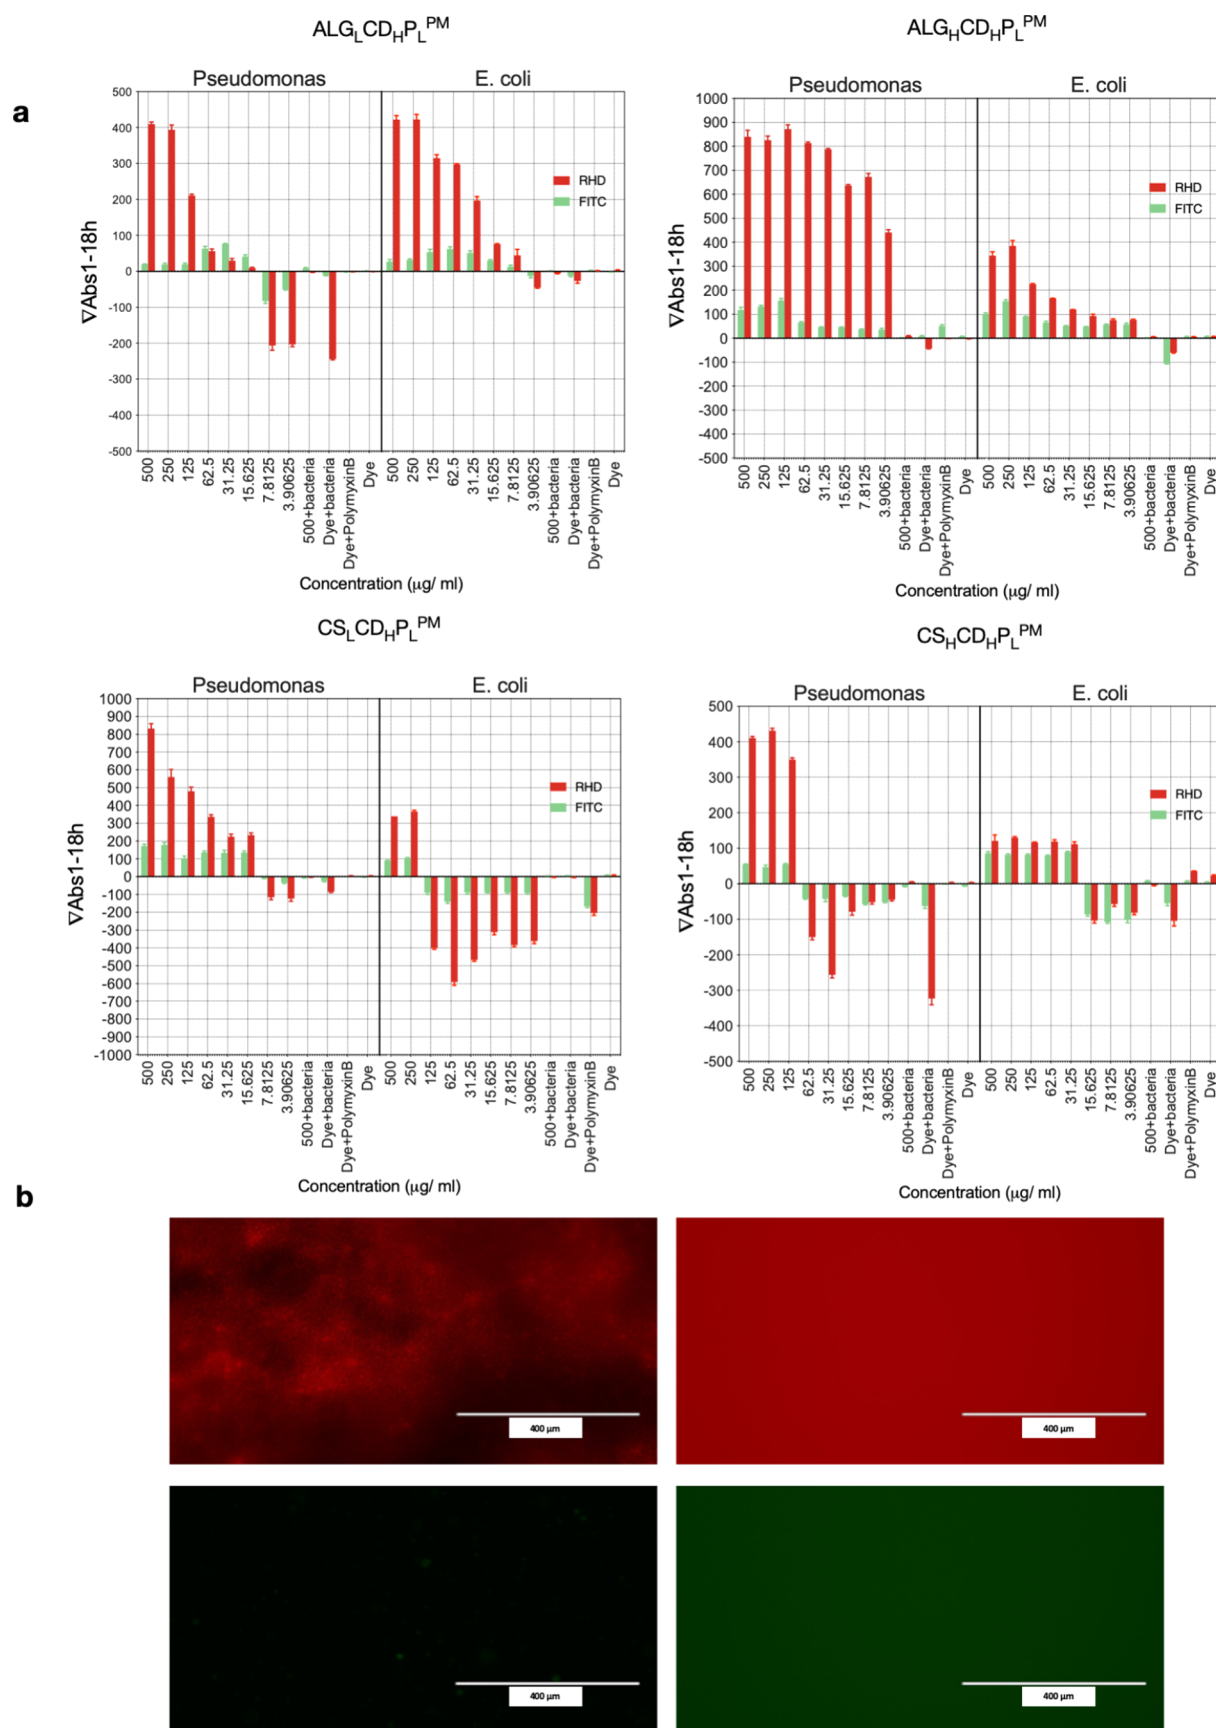 a
ALG_LCD_HP_L^PM
Pseudomonas E. coli
500
400
300
200
100
0
-100
-200
-300
-400
-500
∇Abs1-18h
RHD
FITC
500 250 125 62.5 31.25 15.625 7.8125 3.90625 500+bacteria Dye+bacteria Dye+PolymyxinB Dye 500 250 125 62.5 31.25 15.625 7.8125 3.90625 500+bacteria Dye+bacteria Dye+PolymyxinB Dye
Concentration (µg/ ml)
ALG_HCD_HP_L^PM
Pseudomonas E. coli
1000
900
800
700
600
500
400
300
200
100
0
-100
-200
-300
-400
-500
∇Abs1-18h
RHD
FITC
500 250 125 62.5 31.25 15.625 7.8125 3.90625 500+bacteria Dye+bacteria Dye+PolymyxinB Dye 500 250 125 62.5 31.25 15.625 7.8125 3.90625 500+bacteria Dye+bacteria Dye+PolymyxinB Dye
Concentration (µg/ ml)
CS_LCD_HP_L^PM
Pseudomonas E. coli
1000
900
800
700
600
500
400
300
200
100
0
-100
-200
-300
-400
-500
-600
-700
-800
-900
-1000
∇Abs1-18h
RHD
FITC
500 250 125 62.5 31.25 15.625 7.8125 3.90625 500+bacteria Dye+bacteria Dye+PolymyxinB Dye 500 250 125 62.5 31.25 15.625 7.8125 3.90625 500+bacteria Dye+bacteria Dye+PolymyxinB Dye
Concentration (µg/ ml)
CS_HCD_HP_L^PM
Pseudomonas E. coli
500
400
300
200
100
0
-100
-200
-300
-400
-500
∇Abs1-18h
RHD
FITC
500 250 125 62.5 31.25 15.625 7.8125 3.90625 500+bacteria Dye+bacteria Dye+PolymyxinB Dye 500 250 125 62.5 31.25 15.625 7.8125 3.90625 500+bacteria Dye+bacteria Dye+PolymyxinB Dye
Concentration (µg/ ml)
b
400 µm
400 µm
400 µm
400 µm